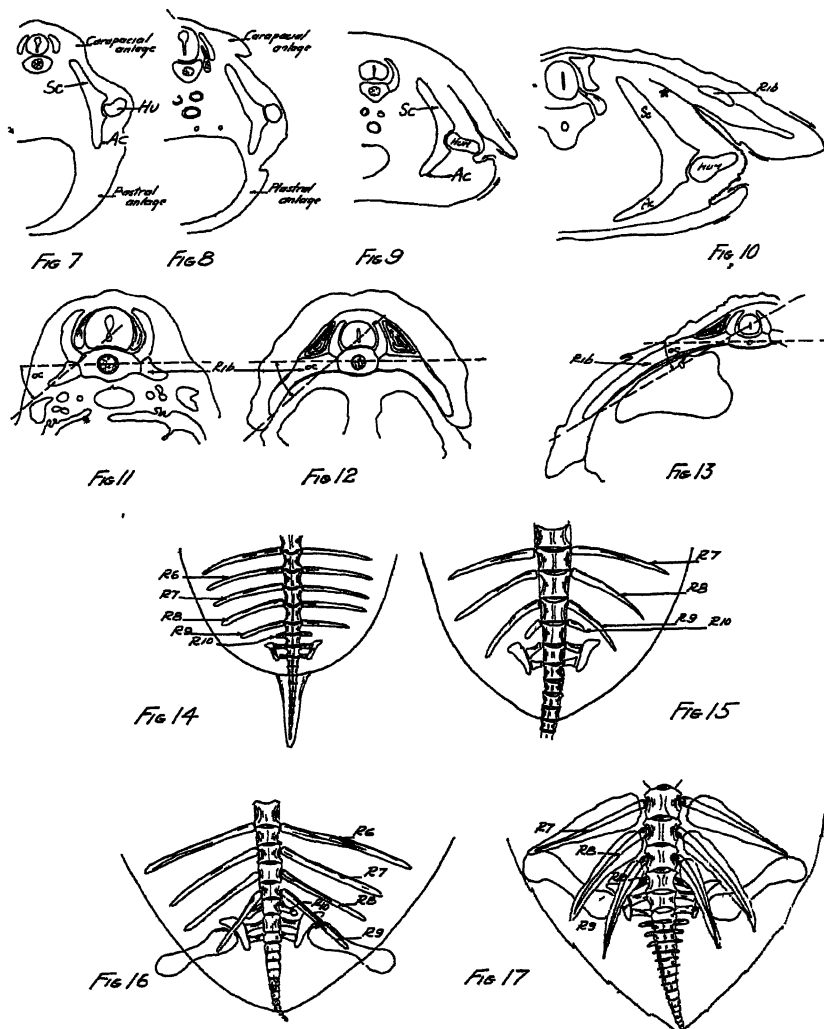 Carapacial
anlage
Sc
Hu
Ac
Plastral
anlage
FIG 7
Carapacial
anlage
Plastral
anlage
FIG 8
Sc
Hum
Ac
FIG 9
Rib
Sc
Hum
FIG 10
∝
Rib
FIG 11
∝
FIG 12
Rib
FIG 13
R6
R7
R8
R9
R10
FIG 14
R7
R8
R9
R10
FIG 15
R6
R7
R8
R9
FIG 16
R7
R8
R9
FIG 17